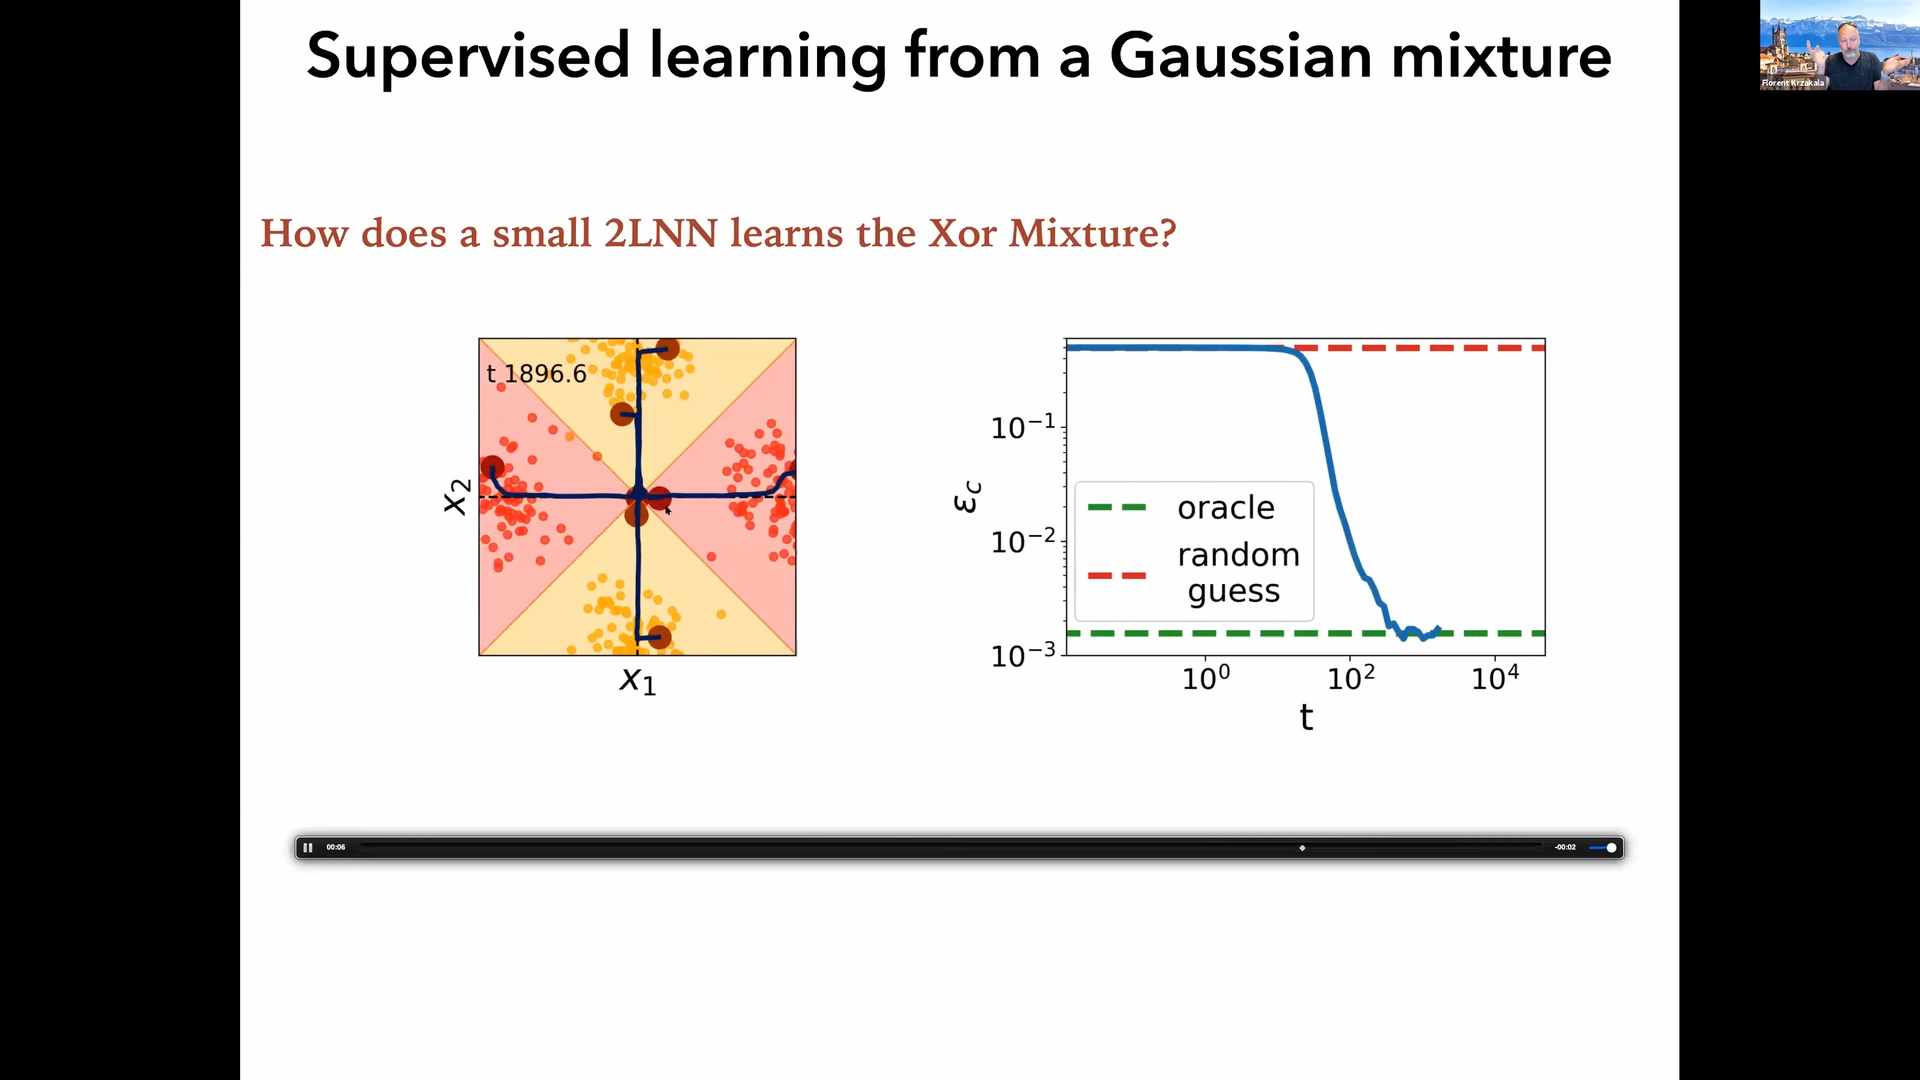 Supervised learning from a Gaussian mixture
Florent Krzakala
How does a small 2LNN learns the Xor Mixture?
t 1896.6
x₂
x₁
εc
10⁻¹
10⁻²
10⁻³
oracle
random
guess
10⁰ 10² 10⁴
t
00:06
-00:02